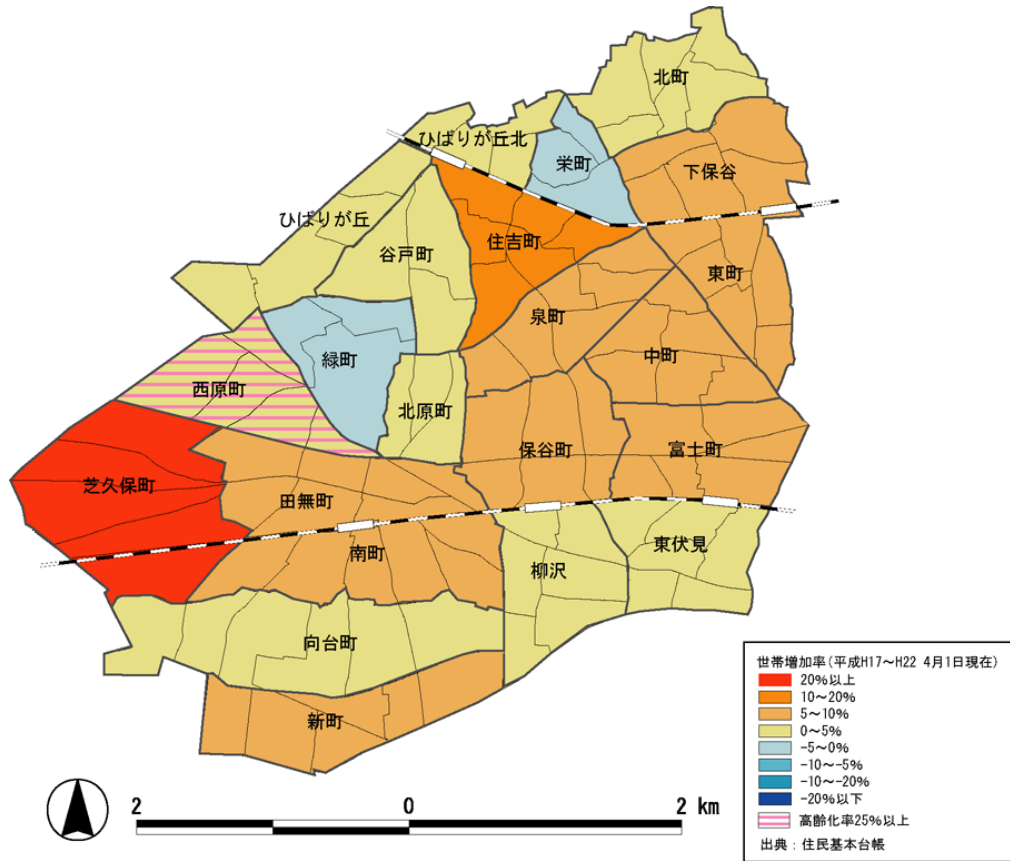 北町
ひばりが丘北
栄町
下保谷
ひばりが丘
住吉町
谷戸町
東町
泉町
中町
緑町
西原町
北原町
保谷町
富士町
芝久保町
田無町
南町
柳沢
東伏見
向台町
新町
世帯増加率(平成H17～H22 4月1日現在)
20%以上
10～20%
5～10%
0～5%
-5～0%
-10～-5%
-10～-20%
-20%以下
高齢化率25%以上
出典：住民基本台帳
2 0 2 km